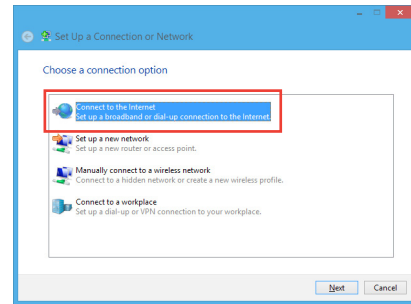 Set Up a Connection or Network
Choose a connection option
Connect to the Internet
Set up a broadband or dial-up connection to the Internet.
Set up a new network
Set up a new router or access point.
Manually connect to a wireless network
Connect to a hidden network or create a new wireless profile.
Connect to a workplace
Set up a dial-up or VPN connection to your workplace.
Next Cancel